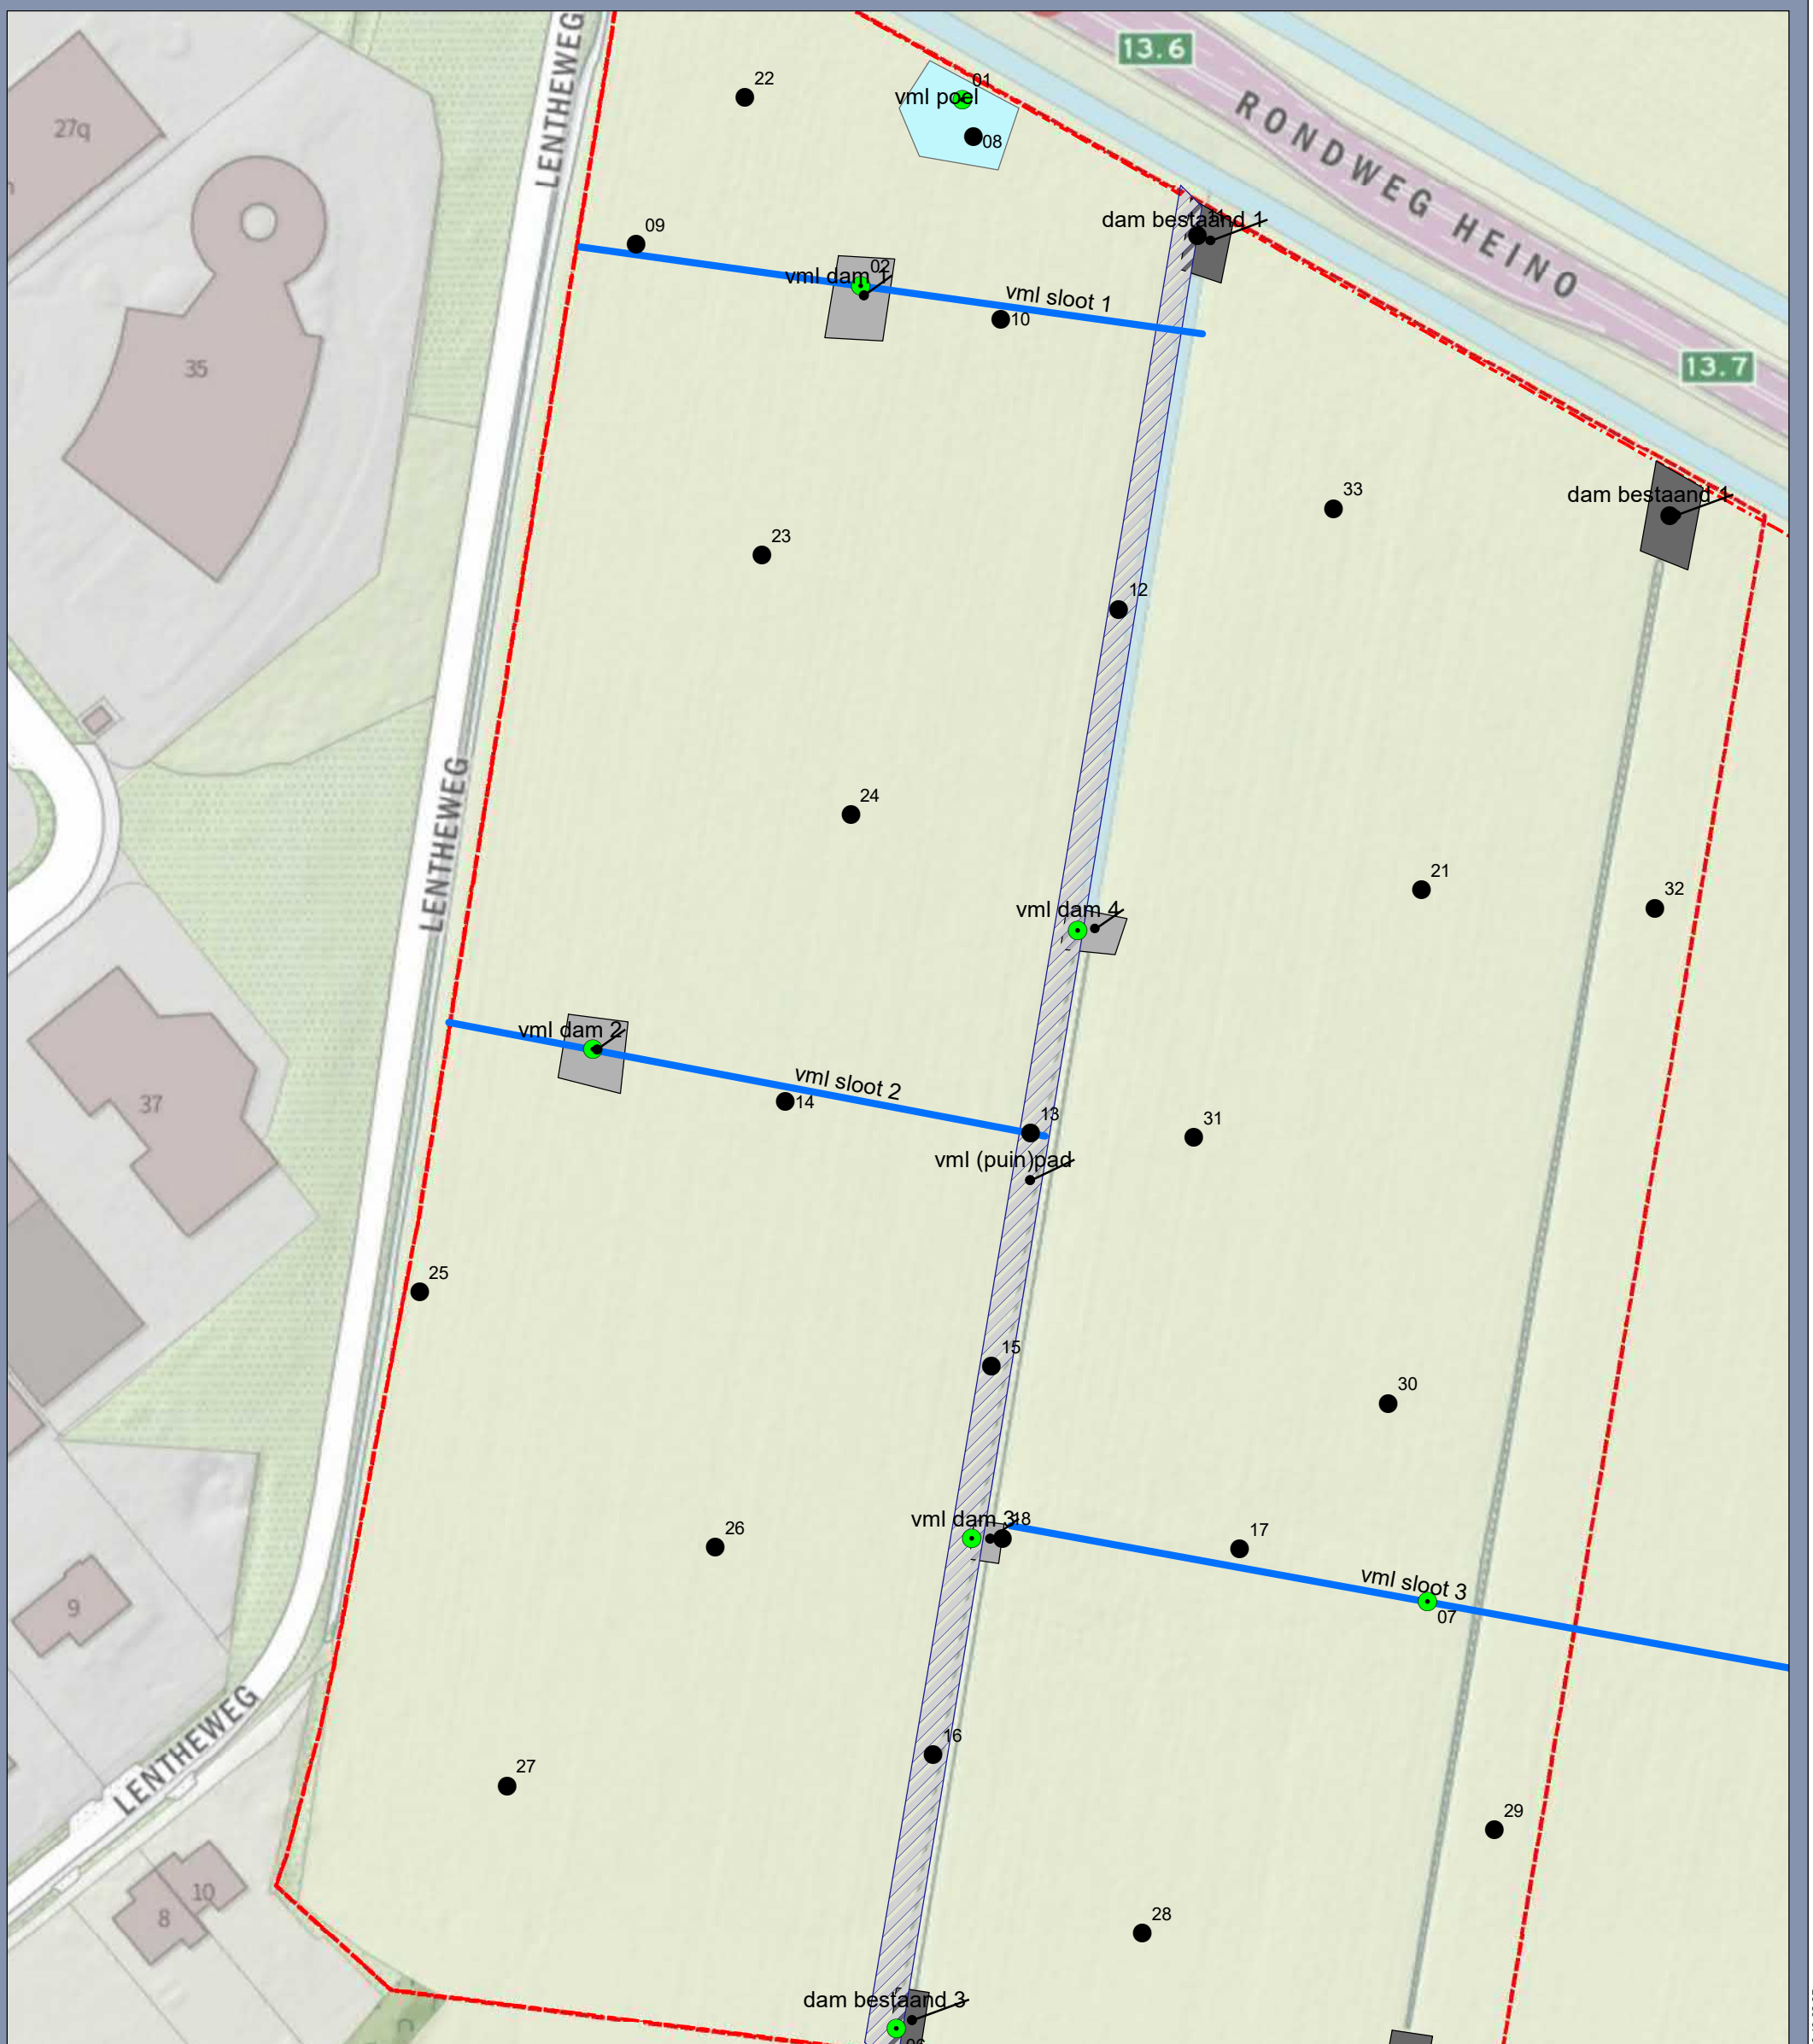 LENTHEWEG
13.6
22
01
vml poel
27q
08
RONDWEG HEINO
dam bestaand 1
09
02
vml dam 1
vml sloot 1
10
13.7
35
33
dam bestaand 1
23
12
24
21
32
LENTHEWEG
vml dam 4
vml dam 2
vml sloot 2
14
13
31
37
vml (puin)pad
25
15
30
vml dam 3
18
26
17
vml sloot 3
07
9
LENTHEWEG
16
27
29
10
8
28
dam bestaand 3